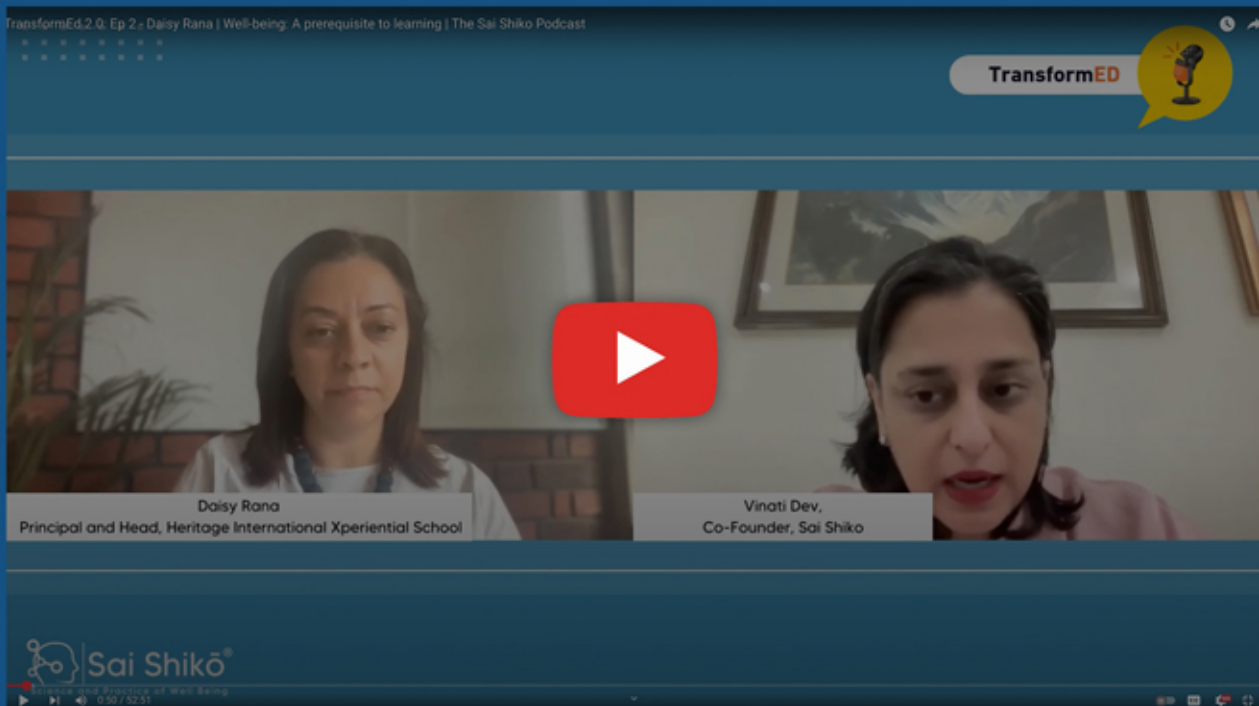 TransformEd 2.0: Ep 2 - Daisy Rana | Well-being: A prerequisite to learning | The Sai Shiko Podcast
TransformED
Daisy Rana
Principal and Head, Heritage International Xperiential School
Vinati Dev,
Co-Founder, Sai Shiko
Sai Shikō®
Science and Practice of Well Being
0:50 / 52:51